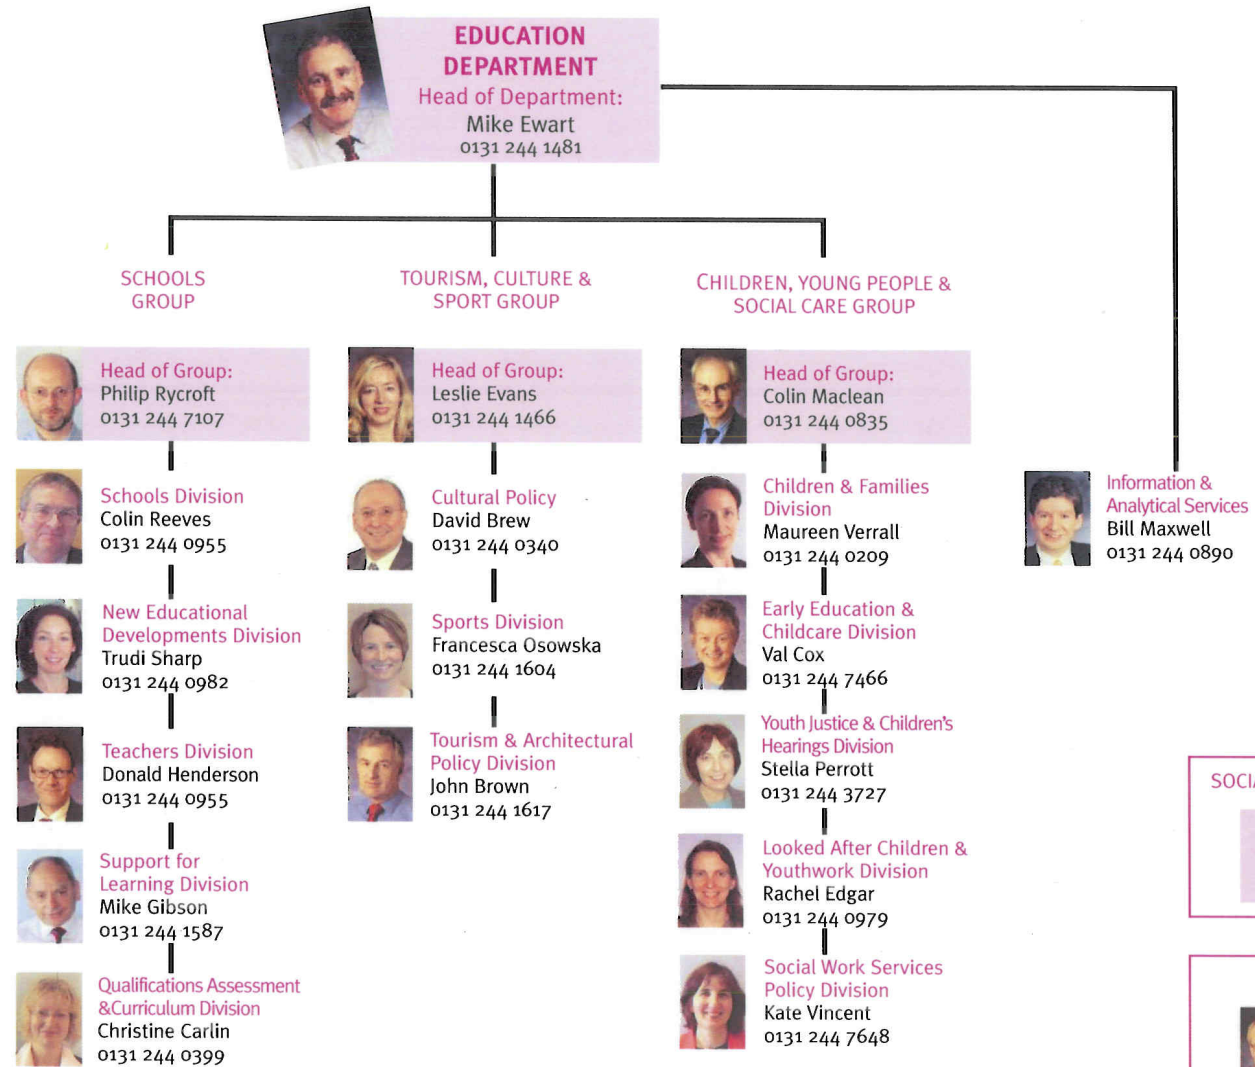 EDUCATION
DEPARTMENT
Head of Department:
Mike Ewart
0131 244 1481
SCHOOLS
GROUP
Head of Group:
Philip Rycroft
0131 244 7107
Schools Division
Colin Reeves
0131 244 0955
New Educational
Developments Division
Trudi Sharp
0131 244 0982
Teachers Division
Donald Henderson
0131 244 0955
Support for
Learning Division
Mike Gibson
0131 244 1587
Qualifications Assessment
&Curriculum Division
Christine Carlin
0131 244 0399
TOURISM, CULTURE &
SPORT GROUP
Head of Group:
Leslie Evans
0131 244 1466
Cultural Policy
David Brew
0131 244 0340
Sports Division
Francesca Osowska
0131 244 1604
Tourism & Architectural
Policy Division
John Brown
0131 244 1617
CHILDREN, YOUNG PEOPLE &
SOCIAL CARE GROUP
Head of Group:
Colin Maclean
0131 244 0835
Children & Families
Division
Maureen Verrall
0131 244 0209
Early Education &
Childcare Division
Val Cox
0131 244 7466
Youth Justice & Children's
Hearings Division
Stella Perrott
0131 244 3727
Looked After Children &
Youthwork Division
Rachel Edgar
0131 244 0979
Social Work Services
Policy Division
Kate Vincent
0131 244 7648
Information &
Analytical Services
Bill Maxwell
0131 244 0890